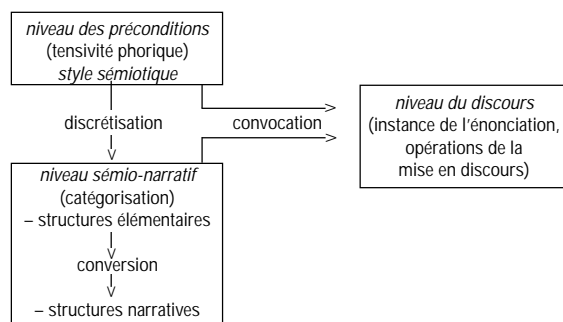 niveau des préconditions
(tensivité phorique)
style sémiotique
discrétisation
convocation
niveau du discours
(instance de l'énonciation,
opérations de la
mise en discours)
niveau sémio-narratif
(catégorisation)
– structures élémentaires
conversion
– structures narratives